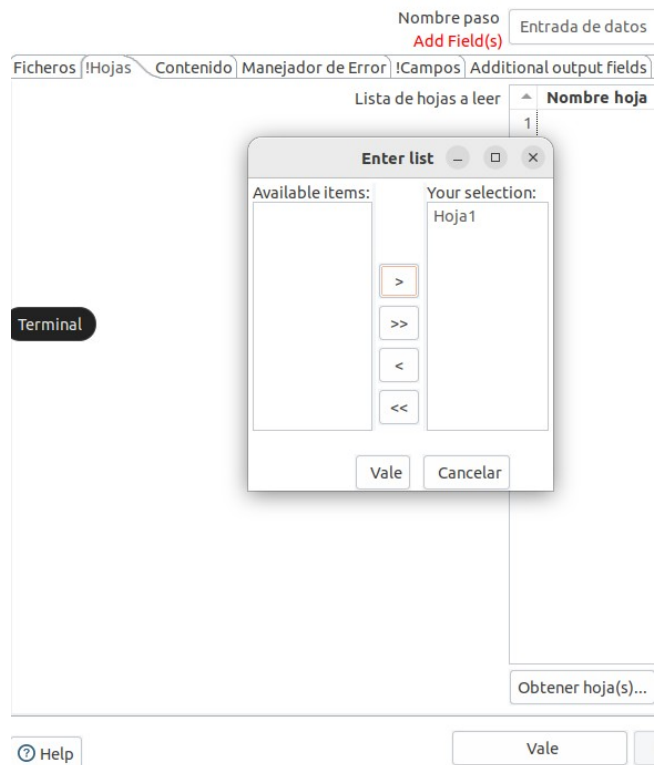 Nombre paso
Entrada de datos
Add Field(s)
Ficheros !Hojas Contenido Manejador de Error !Campos Additional output fields
Lista de hojas a leer
Nombre hoja
1
Enter list
Available items:
Your selection:
Hoja1
>
>>
<
<<
Terminal
Vale Cancelar
Obtener hoja(s)...
Help
Vale